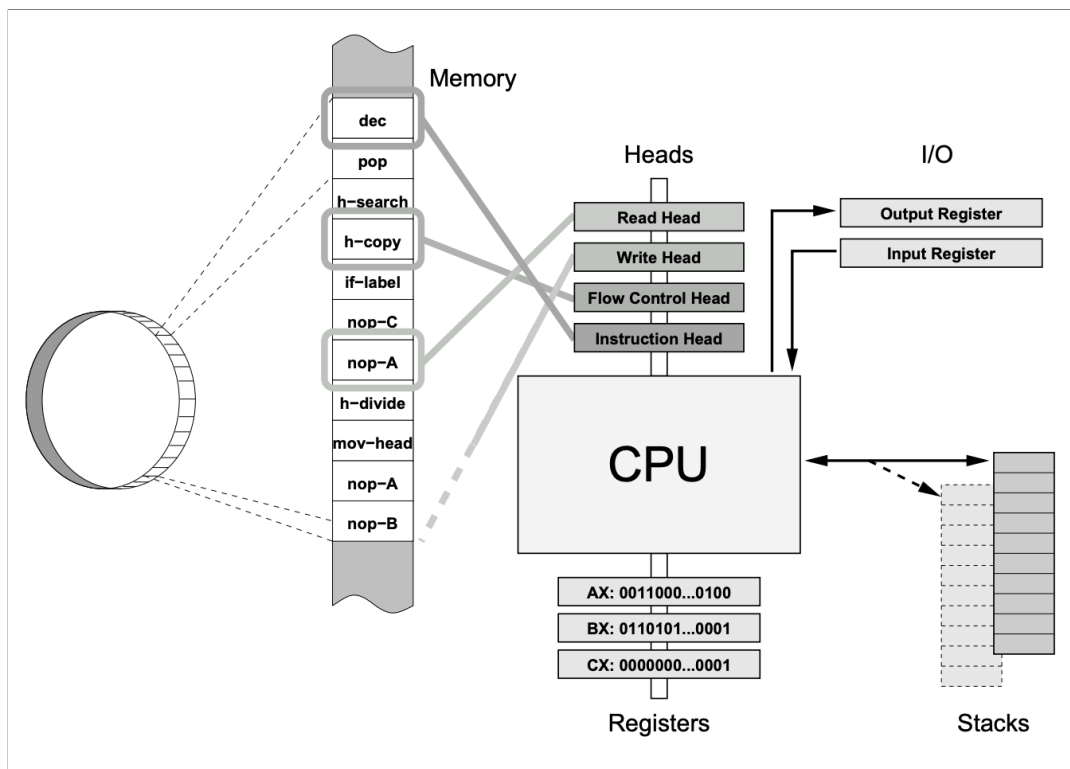 Memory
dec
pop
h−search
h−copy
if−label
nop−C
nop−A
h−divide
mov−head
nop−A
nop−B
Heads
Read Head
Write Head
Flow Control Head
Instruction Head
I/O
Output Register
Input Register
CPU
AX: 0011000...0100
BX: 0110101...0001
CX: 0000000...0001
Registers
Stacks